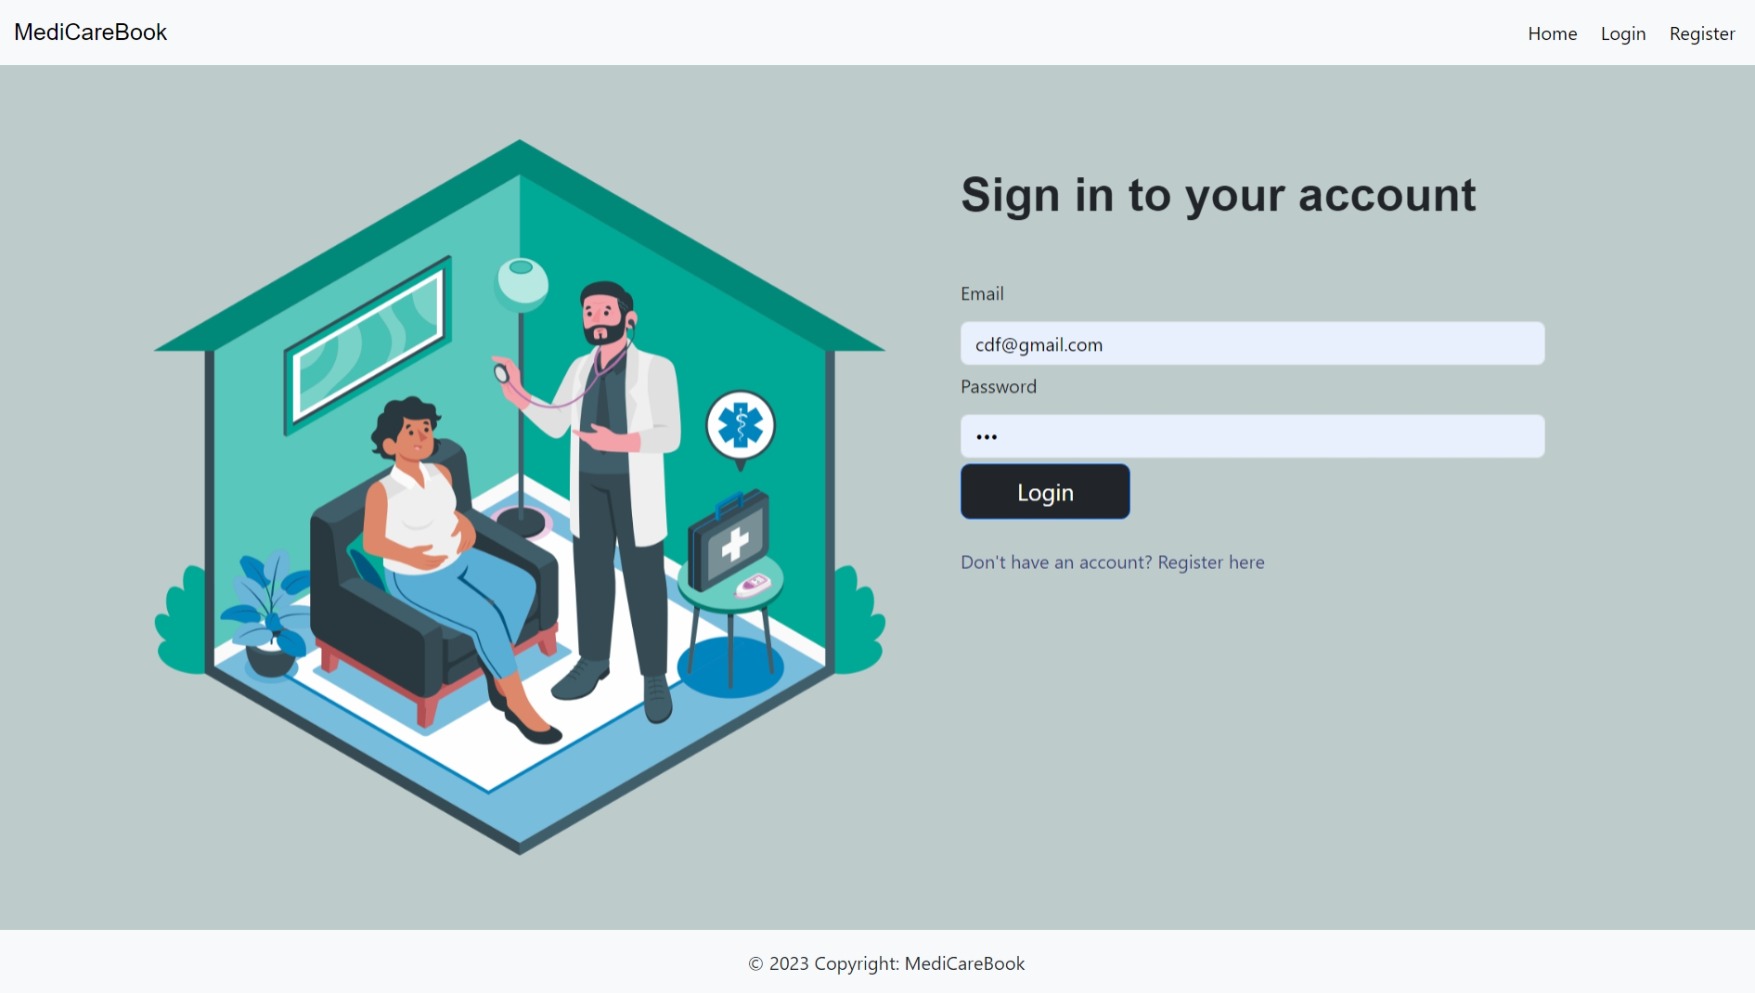 MediCareBook
Home Login Register
Sign in to your account
Email
cdf@gmail.com
Password
•••
Login
Don't have an account? Register here
© 2023 Copyright: MediCareBook